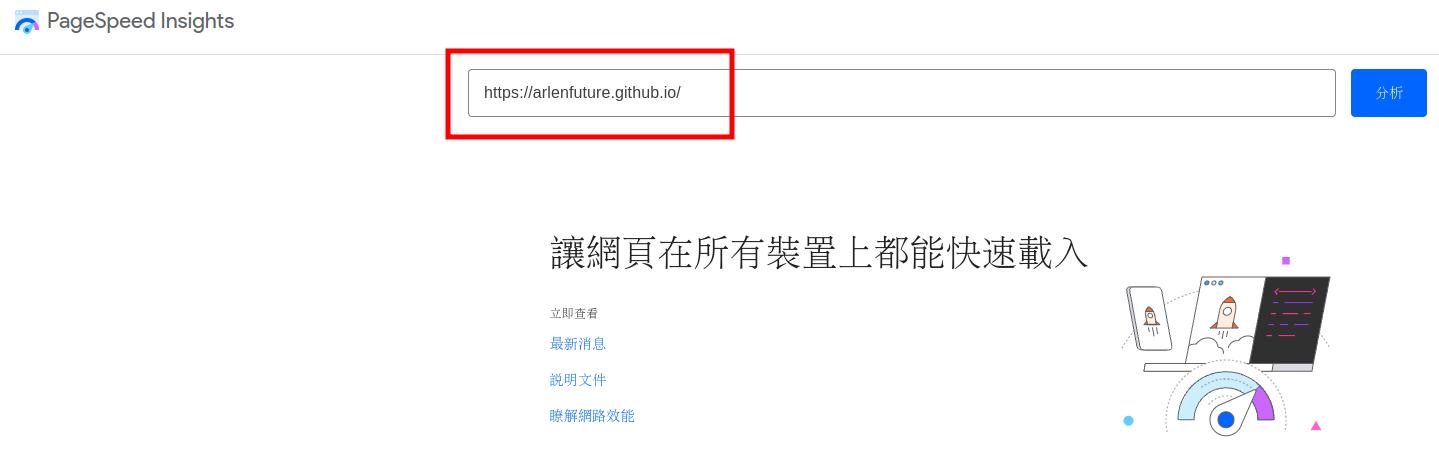 PageSpeed Insights
https://arlenfuture.github.io/
分析
讓網頁在所有裝置上都能快速載入
立即查看
最新消息
説明文件
瞭解網路效能